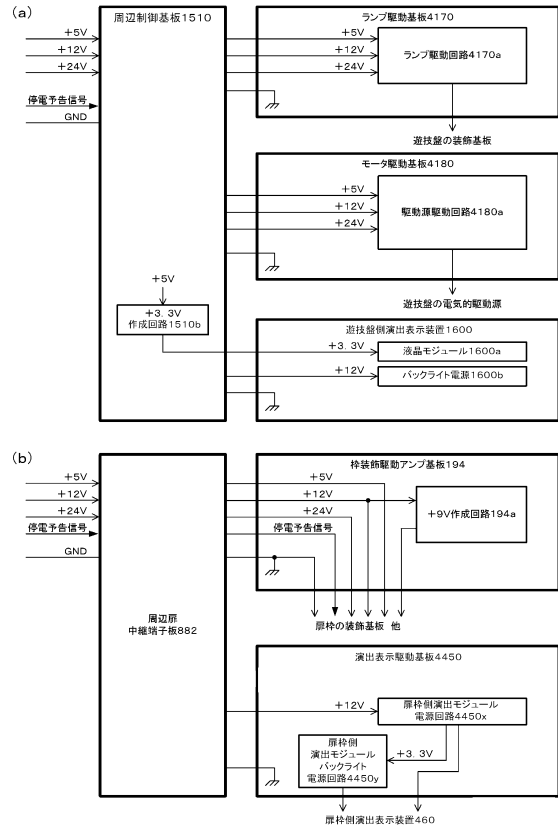 (a)
周辺制御基板1510
+5V
+12V
+24V
停電予告信号
GND
+5V
+3.3V
作成回路1510b
ランプ駆動基板4170
+5V
+12V
+24V
ランプ駆動回路4170a
遊技盤の装飾基板
モータ駆動基板4180
+5V
+12V
+24V
駆動源駆動回路4180a
遊技盤の電気的駆動源
遊技盤側演出表示装置1600
+3.3V
液晶モジュール1600a
+12V
バックライト電源1600b
(b)
+5V
+12V
+24V
停電予告信号
GND
周辺扉
中継端子板882
枠装飾駆動アンプ基板194
+5V
+12V
+24V
停電予告信号
+9V作成回路194a
扉枠の装飾基板 他
演出表示駆動基板4450
+12V
扉枠側演出モジュール
電源回路4450x
+3.3V
扉枠側
演出モジュール
バックライト
電源回路4450y
扉枠側演出表示装置460